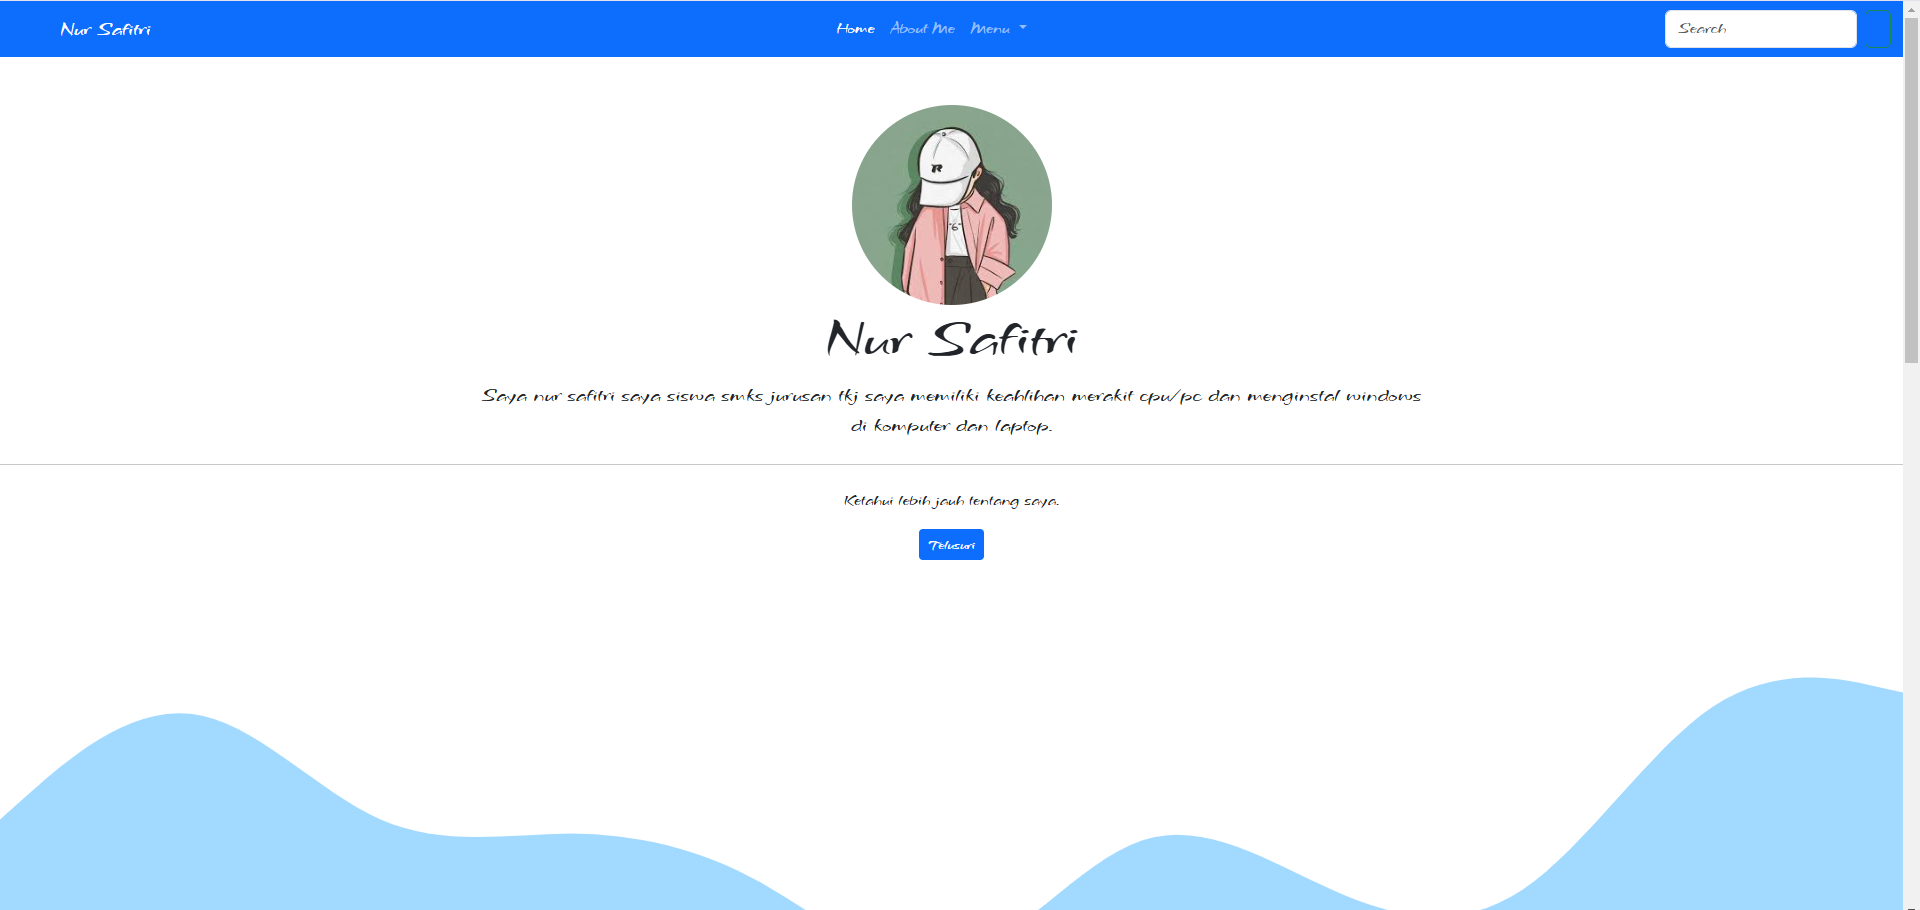 Nur Safitri
Home About Me Menu
Search
R
"6"
Nur Safitri
Saya nur safitri saya siswa smks jurusan tkj saya memiliki keahlihan merakit cpu/pc dan menginstal windows
di komputer dan laptop.
Ketahui lebih jauh tentang saya.
Telusuri